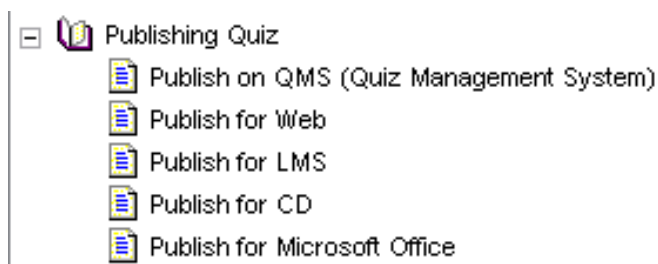 Publishing Quiz
Publish on QMS (Quiz Management System)
Publish for Web
Publish for LMS
Publish for CD
Publish for Microsoft Office